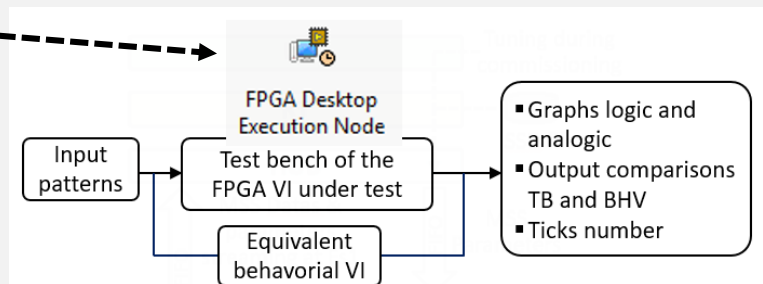 FPGA Desktop
Execution Node
Input
patterns
Test bench of the
FPGA VI under test
Equivalent
behavorial VI
▪ Graphs logic and
analogic
▪ Output comparisons
TB and BHV
▪ Ticks number